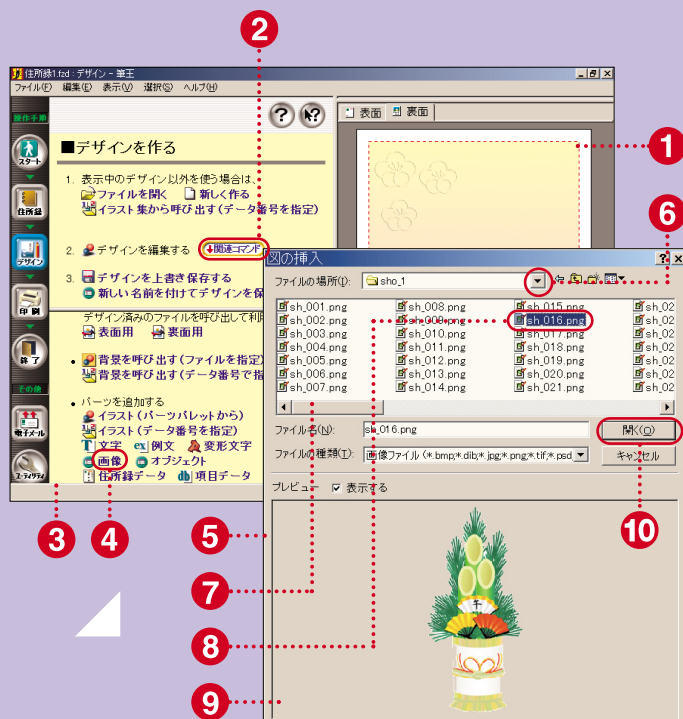 2
住所録1.fzd : デザイン - 筆王
ファイル(F) 編集(E) 表示(V) 選択(S) ヘルプ(H)
操作手順
スタート
住所録
デザイン
印刷
終了
その他
電子メール
ユーティリティ
? ?
■デザインを作る
1. 表示中のデザイン以外を使う場合は、
ファイルを開く 新しく作る
イラスト集から呼び出す(データ番号を指定)
2. デザインを編集する 関連コマンド
3. デザインを上書き保存する
新しい名前を付けてデザインを保
デザイン済みのファイルを呼び出して利用
表面用 裏面用
• 背景を呼び出す(ファイルを指定)
背景を呼び出す(データ番号で指
• パーツを追加する
イラスト(パーツパレットから)
イラスト(データ番号を指定)
T 文字 ex 例文 A 変形文字
画像 オブジェクト
住所録データ db 項目データ
3
4
表面 裏面
1
6
図の挿入
ファイルの場所(I): sho_1
sh_001.png sh_008.png sh_015.png sh_02
sh_002.png sh_009.png sh_016.png sh_02
sh_003.png sh_010.png sh_017.png sh_02
sh_004.png sh_011.png sh_018.png sh_02
sh_005.png sh_012.png sh_019.png sh_02
sh_006.png sh_013.png sh_020.png sh_02
sh_007.png sh_014.png sh_021.png sh_02
ファイル名(N): sh_016.png 開く(O)
ファイルの種類(T): 画像ファイル (*.bmp;*.dib;*.jpg;*.png;*.tif;*.psd キャンセル
プレビュー 表示する
千
5
7
8
9
10